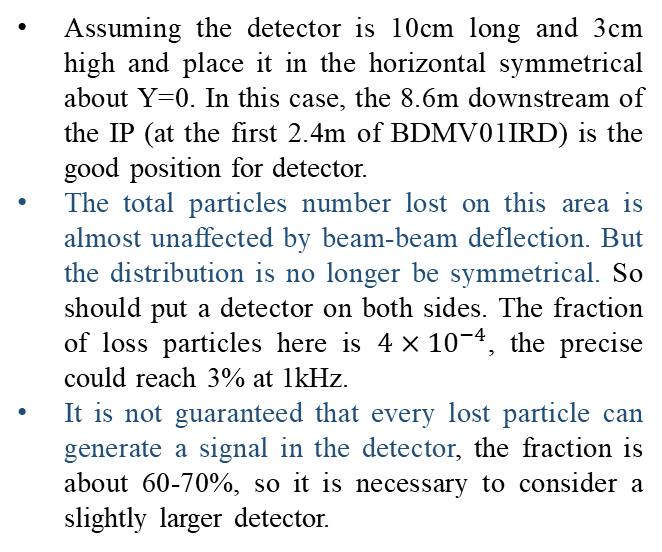 • Assuming the detector is 10cm long and 3cm
high and place it in the horizontal symmetrical
about Y=0. In this case, the 8.6m downstream of
the IP (at the first 2.4m of BDMV01IRD) is the
good position for detector.
• The total particles number lost on this area is
almost unaffected by beam-beam deflection. But
the distribution is no longer be symmetrical. So
should put a detector on both sides. The fraction
of loss particles here is 4 × 10⁻⁴, the precise
could reach 3% at 1kHz.
• It is not guaranteed that every lost particle can
generate a signal in the detector, the fraction is
about 60-70%, so it is necessary to consider a
slightly larger detector.